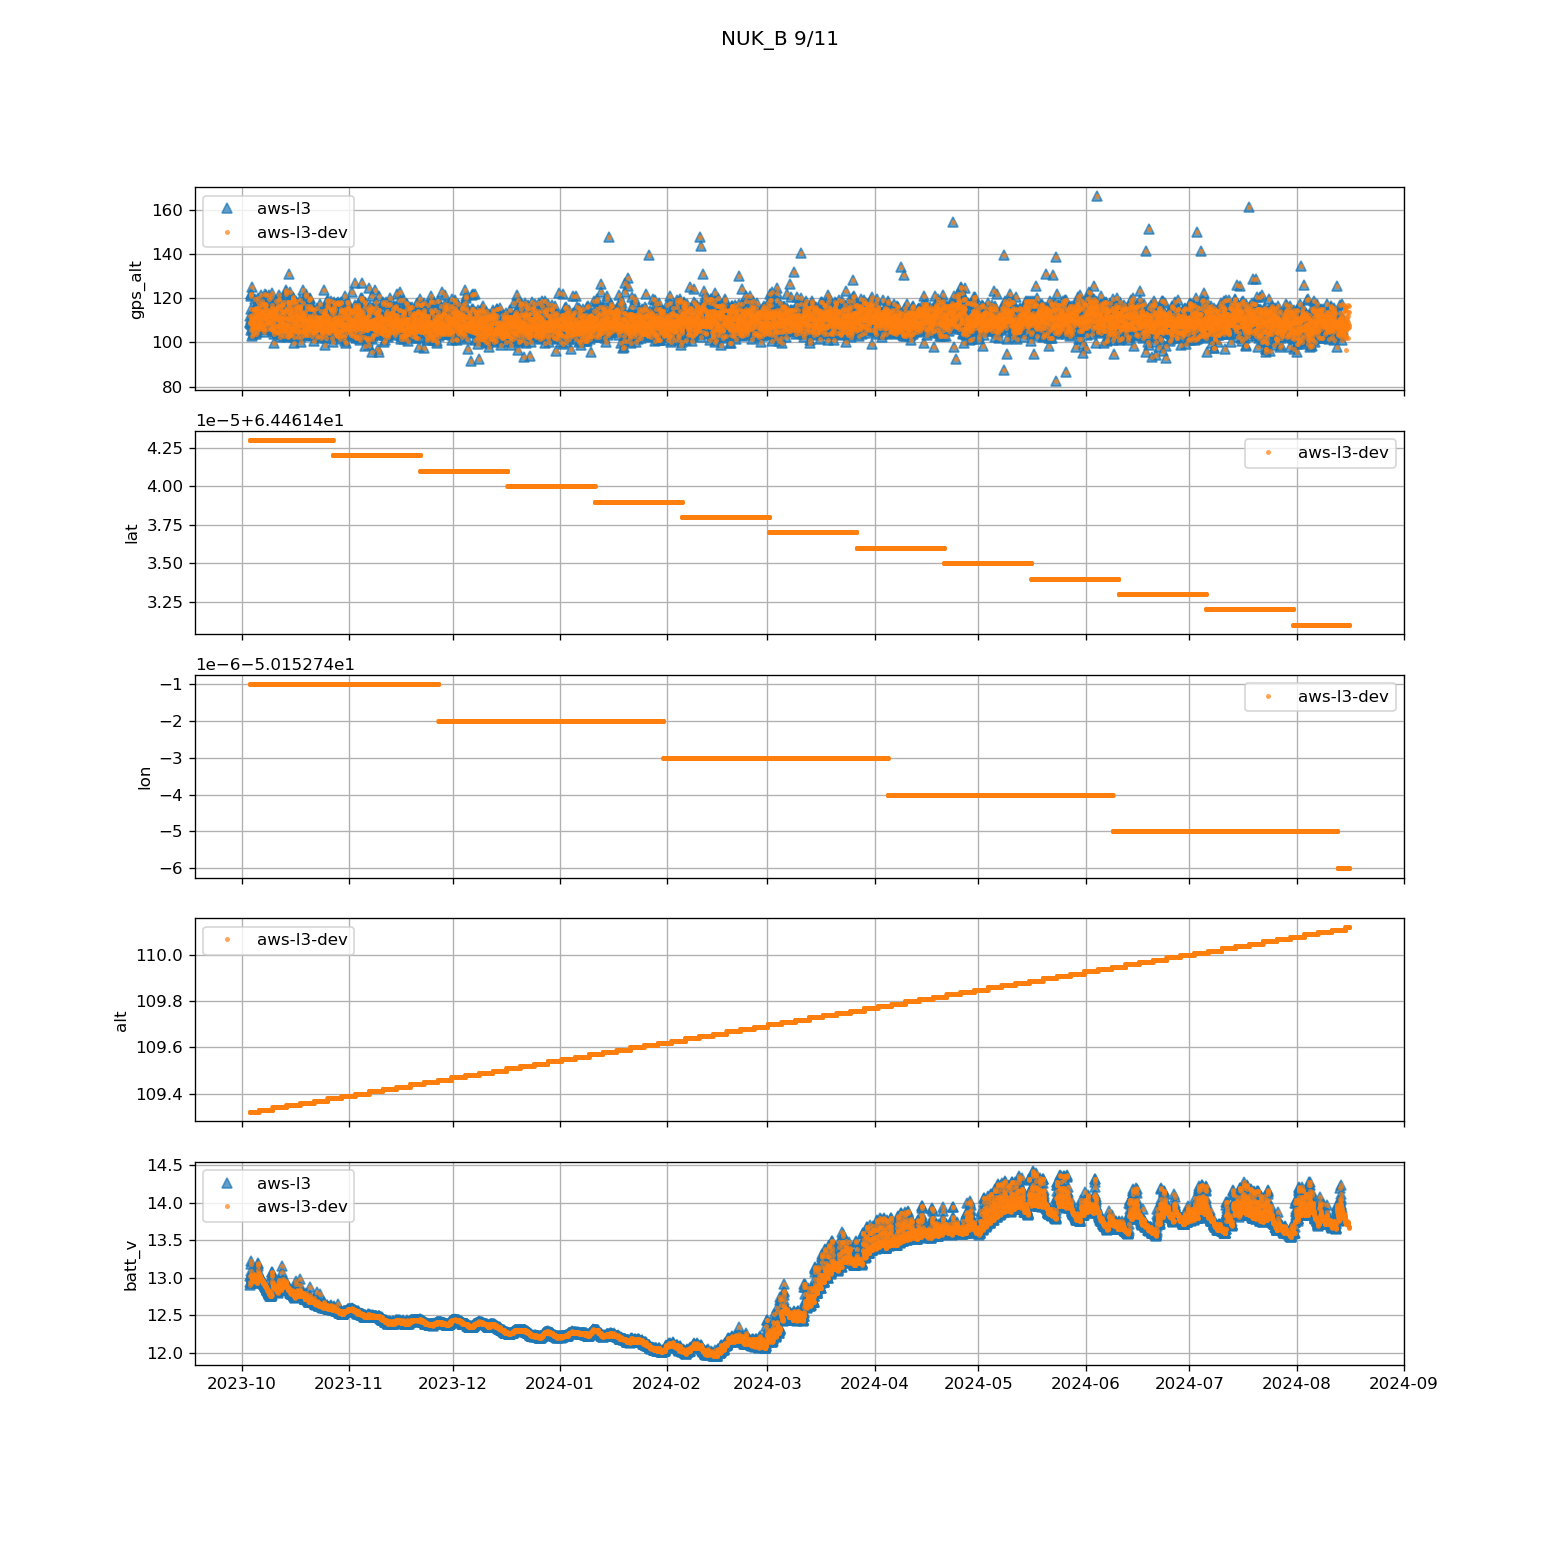 NUK_B 9/11
aws-l3
aws-l3-dev
160
140
120
100
80
gps_alt
1e−5+6.44614e1
aws-l3-dev
4.25
4.00
3.75
3.50
3.25
lat
1e−6−5.015274e1
aws-l3-dev
−1
−2
−3
−4
−5
−6
lon
aws-l3-dev
110.0
109.8
109.6
109.4
alt
aws-l3
aws-l3-dev
14.5
14.0
13.5
13.0
12.5
12.0
batt_v
2023-10 2023-11 2023-12 2024-01 2024-02 2024-03 2024-04 2024-05 2024-06 2024-07 2024-08 2024-09